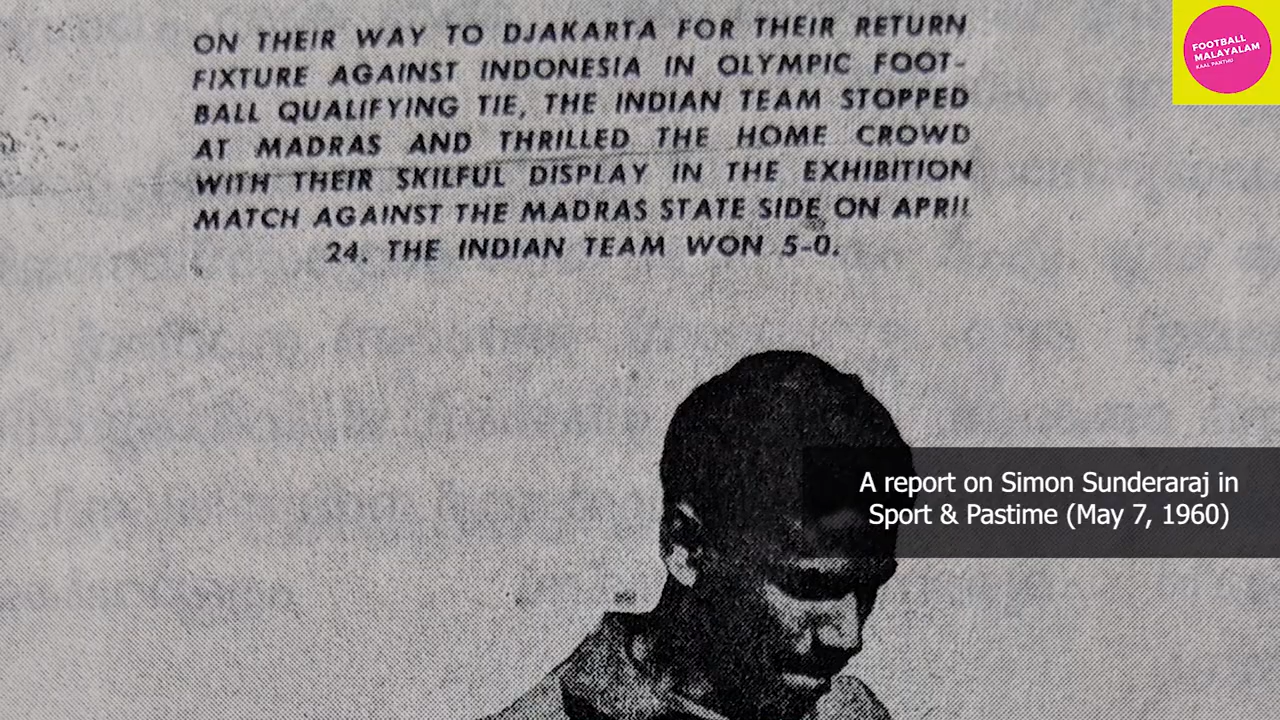 ON THEIR WAY TO DJAKARTA FOR THEIR RETURN
FIXTURE AGAINST INDONESIA IN OLYMPIC FOOT-
BALL QUALIFYING TIE, THE INDIAN TEAM STOPPED
AT MADRAS AND THRILLED THE HOME CROWD
WITH THEIR SKILFUL DISPLAY IN THE EXHIBITION
MATCH AGAINST THE MADRAS STATE SIDE ON APRIL
24. THE INDIAN TEAM WON 5-0.
FOOTBALL
MALAYALAM
KAAL PANTHU
A report on Simon Sunderaraj in
Sport & Pastime (May 7, 1960)